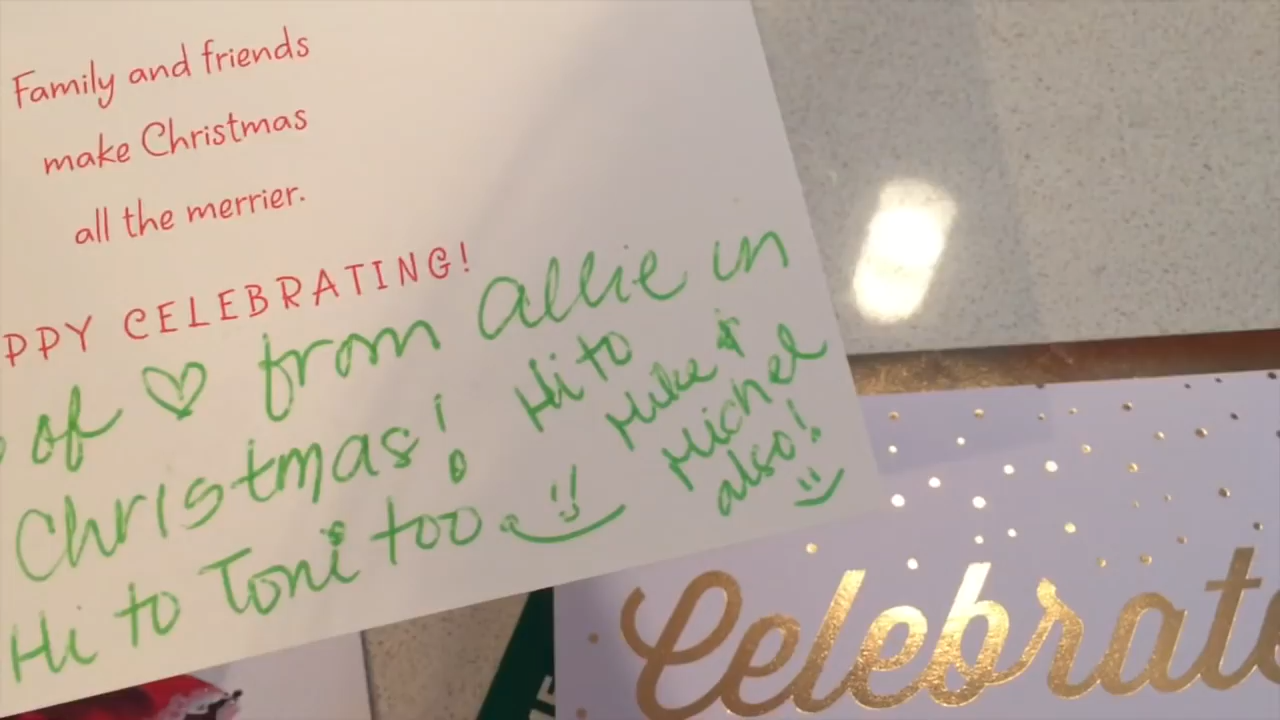 Family and friends
make Christmas
all the merrier.
PPY CELEBRATING!
of ♡ from Allie in
Christmas!
Hi to Toni too
Hi to
Mike &
Michel
also!
Celebrate